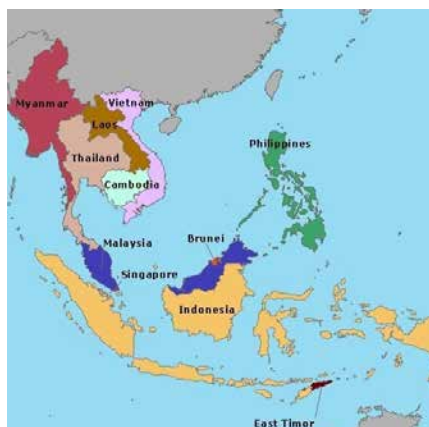 Myanmar
Vietnam
Laos
Thailand
Philippines
Cambodia
Malaysia
Brunei
Singapore
Indonesia
East Timor